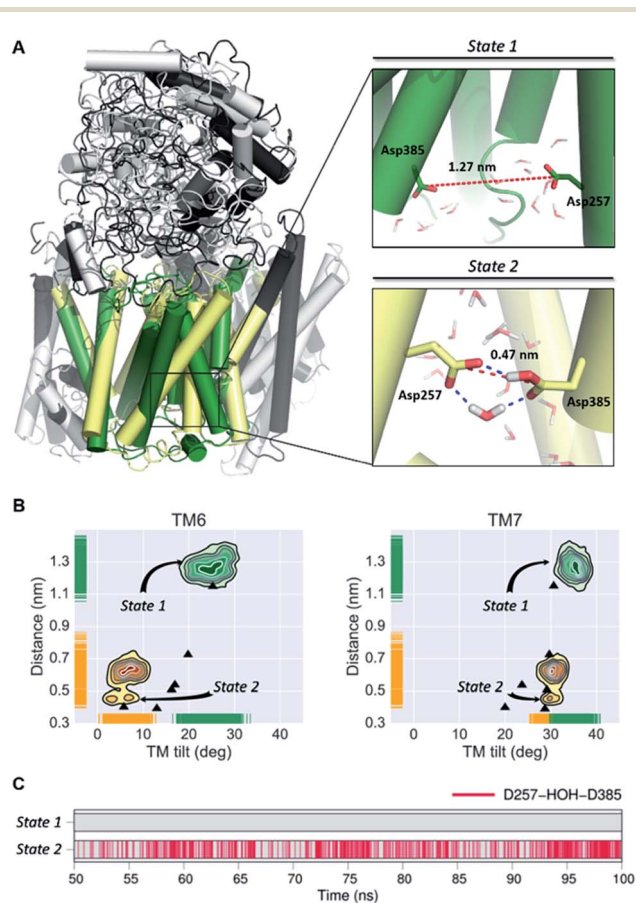 A
State 1
Asp385
1.27 nm
Asp257
State 2
0.47 nm
Asp257
Asp385
B
TM6
Distance (nm)
1.3
1.1
0.9
0.7
0.5
0.3
State 1
State 2
0 10 20 30 40
TM tilt (deg)
TM7
Distance (nm)
1.3
1.1
0.9
0.7
0.5
0.3
State 1
State 2
0 10 20 30 40
TM tilt (deg)
C
D257–HOH–D385
State 1
State 2
50 55 60 65 70 75 80 85 90 95 100
Time (ns)